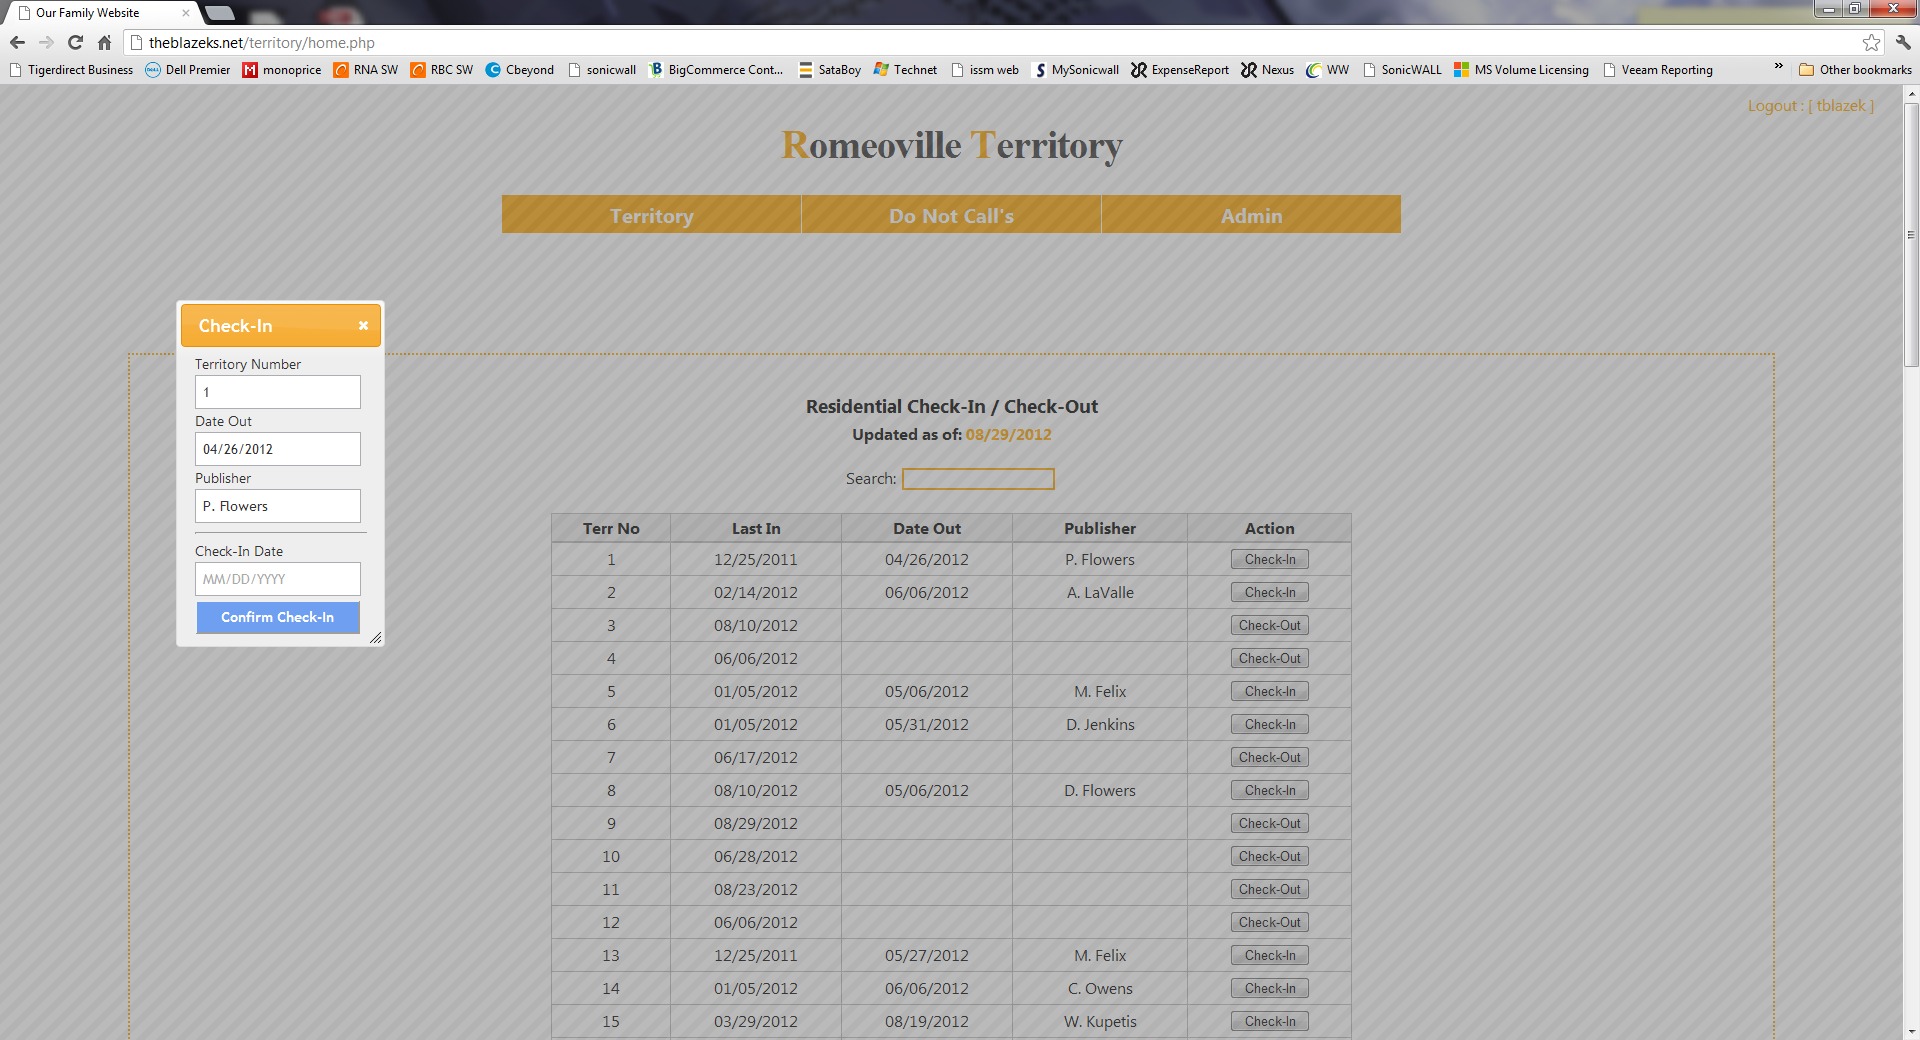 Our Family Website
theblazeks.net/territory/home.php
Tigerdirect Business Dell Premier monoprice RNA SW RBC SW Cbeyond sonicwall BigCommerce Cont... SataBoy Technet issm web MySonicwall ExpenseReport Nexus WW SonicWALL MS Volume Licensing Veeam Reporting » Other bookmarks
Logout : [ tblazek ]
Romeoville Territory
Territory Do Not Call's Admin
Check-In
Territory Number
1
Date Out
04/26/2012
Publisher
P. Flowers
Check-In Date
MM/DD/YYYY
Confirm Check-In
Residential Check-In / Check-Out
Updated as of: 08/29/2012
Search:
Terr No Last In Date Out Publisher Action
1 12/25/2011 04/26/2012 P. Flowers Check-In
2 02/14/2012 06/06/2012 A. LaValle Check-In
3 08/10/2012 Check-Out
4 06/06/2012 Check-Out
5 01/05/2012 05/06/2012 M. Felix Check-In
6 01/05/2012 05/31/2012 D. Jenkins Check-In
7 06/17/2012 Check-Out
8 08/10/2012 05/06/2012 D. Flowers Check-In
9 08/29/2012 Check-Out
10 06/28/2012 Check-Out
11 08/23/2012 Check-Out
12 06/06/2012 Check-Out
13 12/25/2011 05/27/2012 M. Felix Check-In
14 01/05/2012 06/06/2012 C. Owens Check-In
15 03/29/2012 08/19/2012 W. Kupetis Check-In